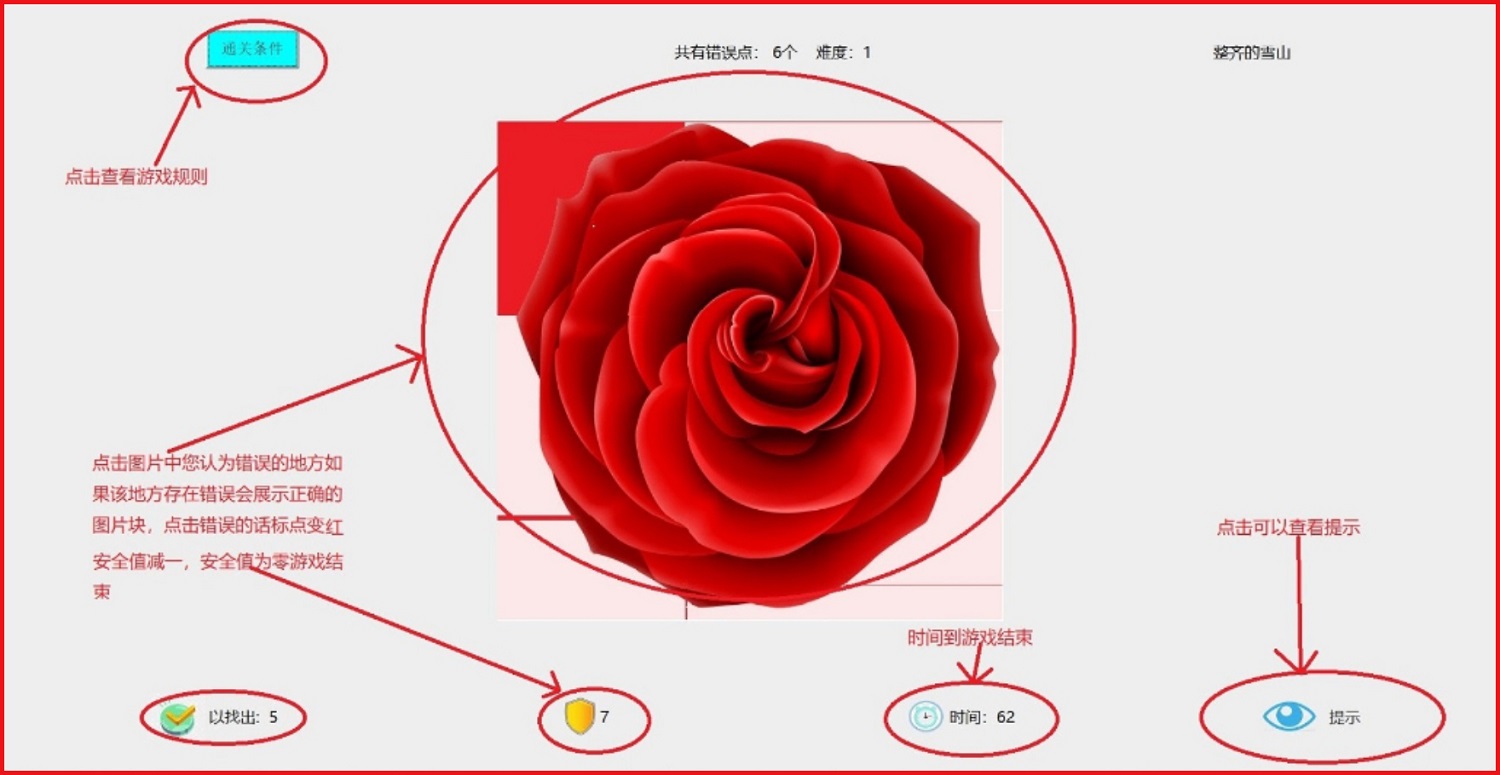 通关条件
共有错误点： 6个 难度：1
整齐的当山
点击查看游戏规则
点击图片中您认为错误的地方如
果该地方存在错误会展示正确的
图片块，点击错误的话标点变红
安全值减一，安全值为零游戏结
束
点击可以查看提示
时间到游戏结束
以找出：5
7
时间：62
提示